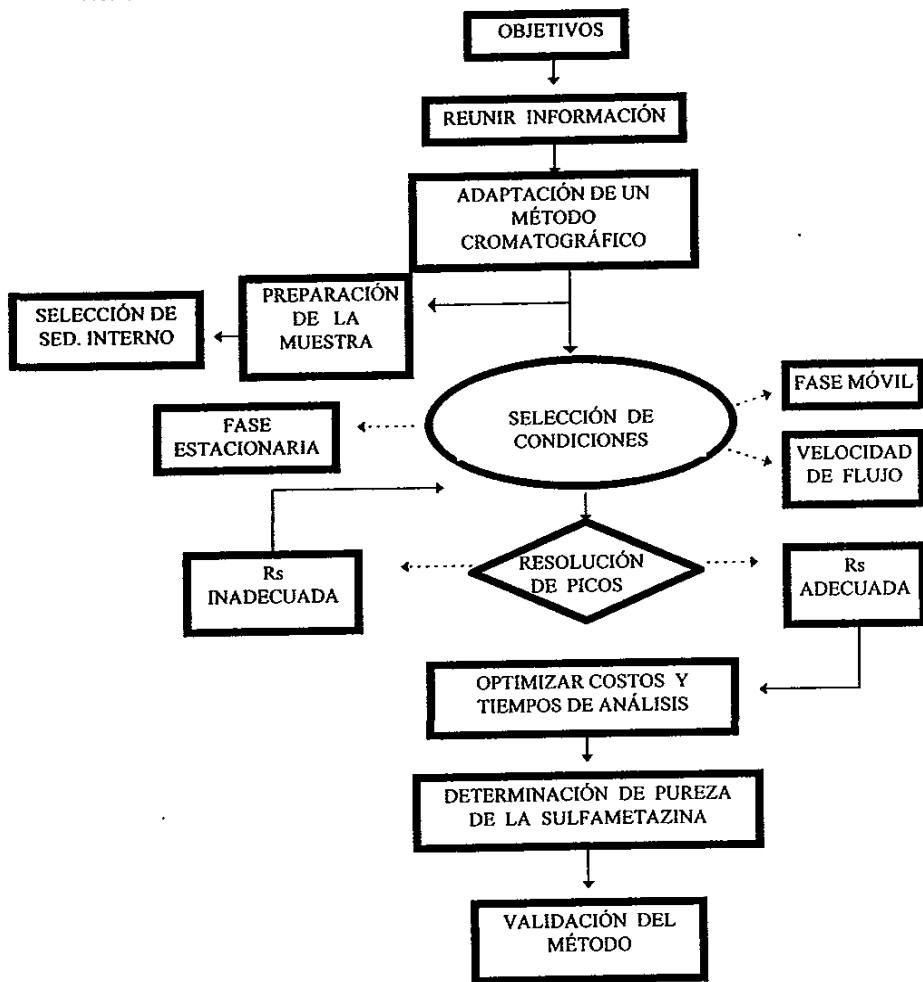 OBJETIVOS
REUNIR INFORMACIÓN
ADAPTACIÓN DE UN
MÉTODO
CROMATOGRÁFICO
PREPARACIÓN
DE LA
MUESTRA
SELECCIÓN DE
SED. INTERNO
SELECCIÓN DE
CONDICIONES
FASE MÓVIL
FASE
ESTACIONARIA
VELOCIDAD
DE FLUJO
RESOLUCIÓN
DE PICOS
Rs
INADECUADA
Rs
ADECUADA
OPTIMIZAR COSTOS Y
TIEMPOS DE ANÁLISIS
DETERMINACIÓN DE PUREZA
DE LA SULFAMETAZINA
VALIDACIÓN DEL
MÉTODO